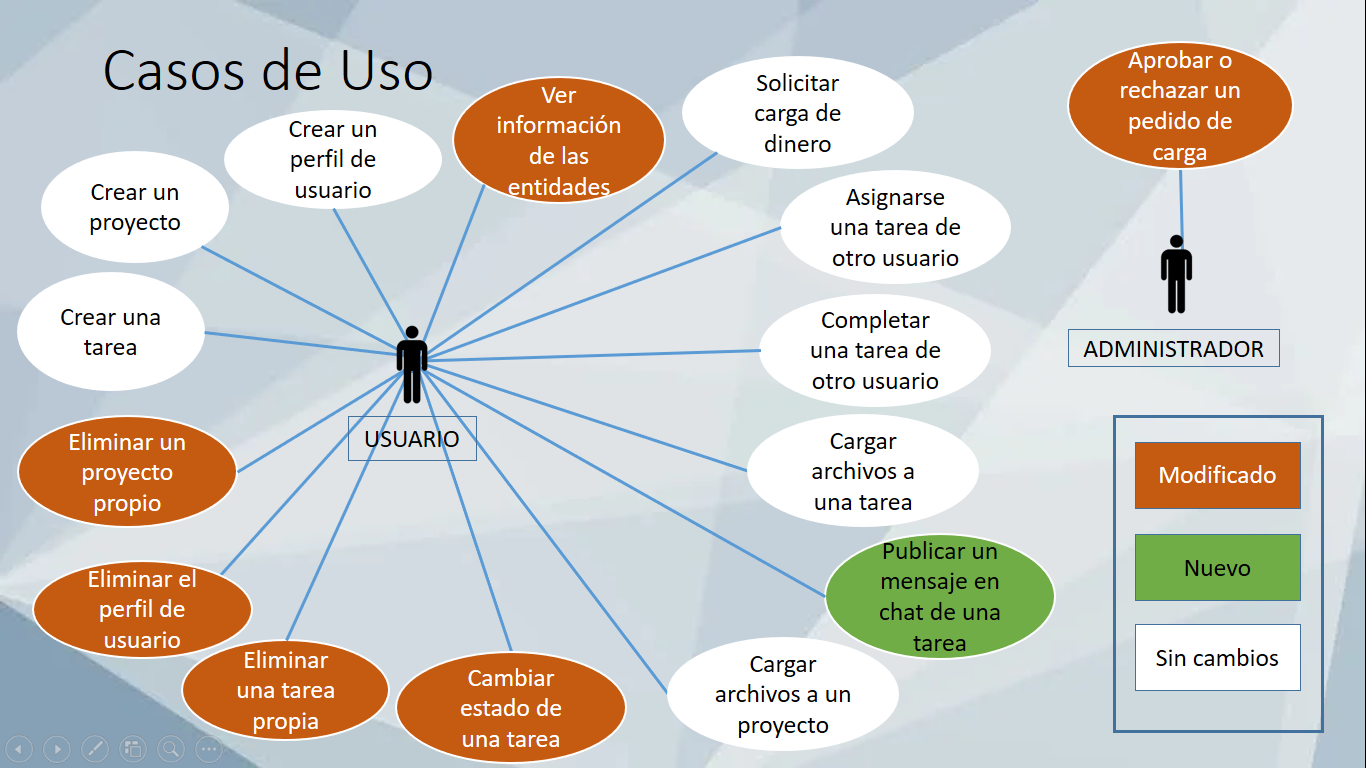 Casos de Uso
Crear un
perfil de
usuario
Ver
información
de las
entidades
Solicitar
carga de
dinero
Aprobar o
rechazar un
pedido de
carga
Crear un
proyecto
Asignarse
una tarea de
otro usuario
Crear una
tarea
Completar
una tarea de
otro usuario
ADMINISTRADOR
USUARIO
Eliminar un
proyecto
propio
Cargar
archivos a
una tarea
Modificado
Nuevo
Sin cambios
Publicar un
mensaje en
chat de una
tarea
Eliminar el
perfil de
usuario
Eliminar
una tarea
propia
Cambiar
estado de
una tarea
Cargar
archivos a un
proyecto